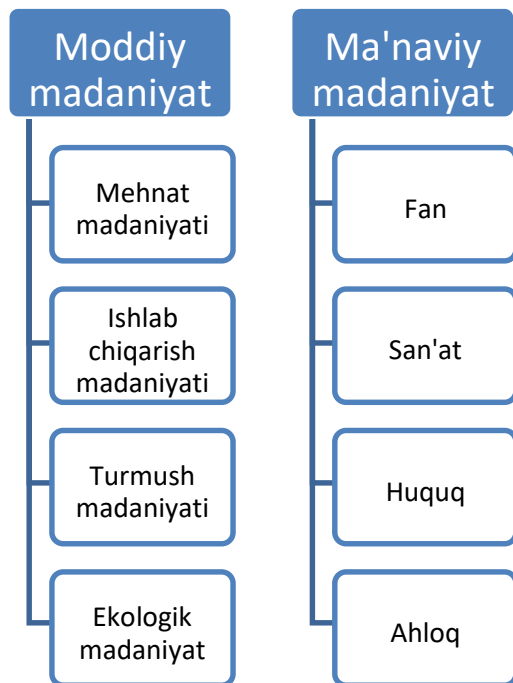 Moddiy
madaniyat
Mehnat
madaniyati
Ishlab
chiqarish
madaniyati
Turmush
madaniyati
Ekologik
madaniyat
Ma'naviy
madaniyat
Fan
San'at
Huquq
Ahloq